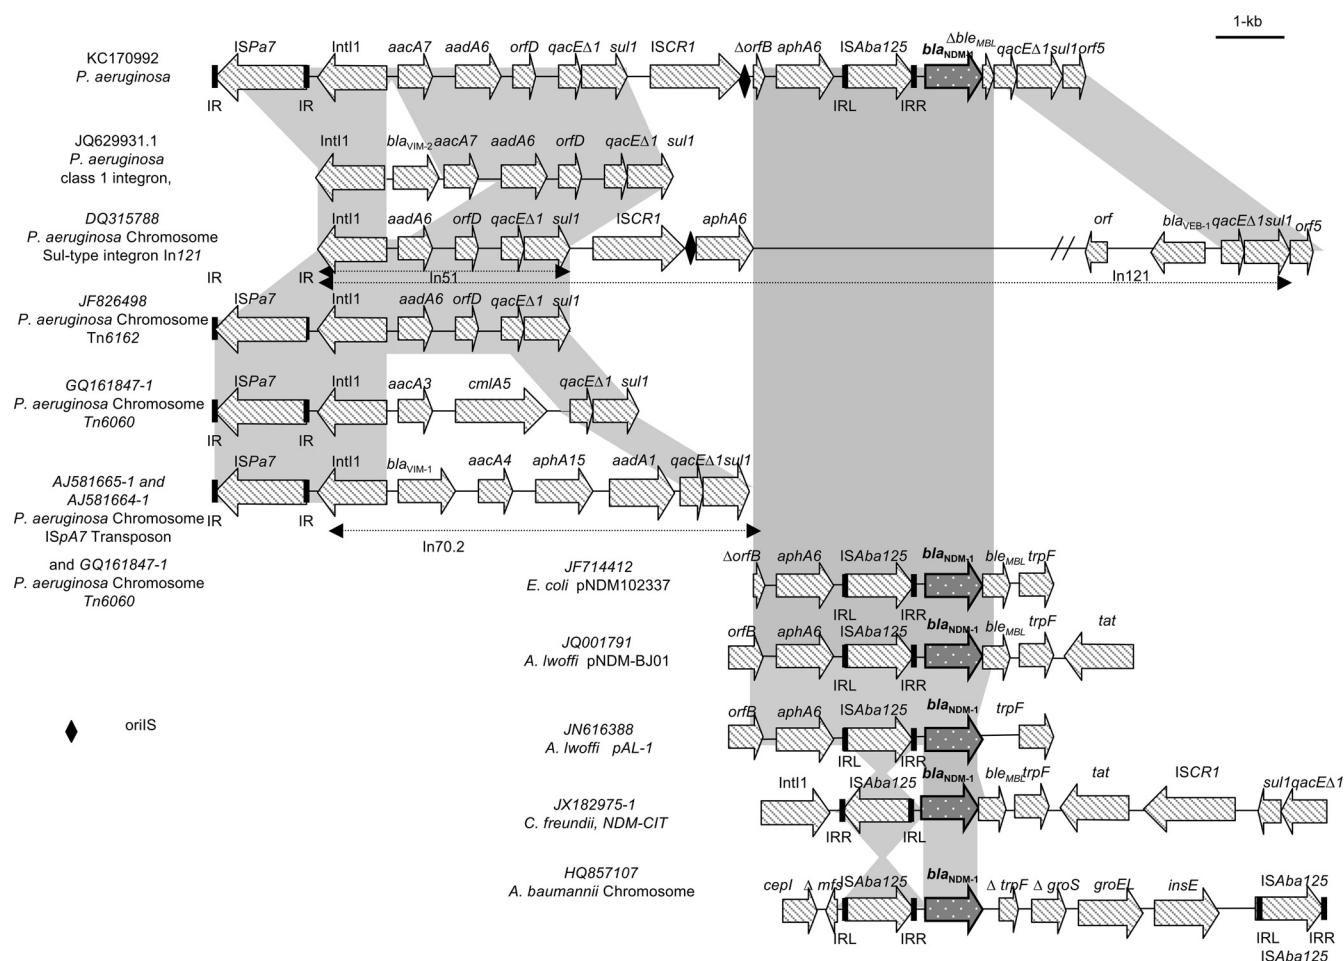 1-kb
KC170992
P. aeruginosa
ISPa7 IntI1 aacA7 aadA6 orfD qacEΔ1 sul1 ISCR1 ΔorfB aphA6 ISAba125 blaNDM-1 ΔbleMBL qacEΔ1 sul1 orf5
IR IR IRL IRR
JQ629931.1
P. aeruginosa
class 1 integron,
IntI1 blaVIM-2 aacA7 aadA6 orfD qacEΔ1 sul1
DQ315788
P. aeruginosa Chromosome
Sul-type integron In121
IntI1 aadA6 orfD qacEΔ1 sul1 ISCR1 aphA6 orf blaVEB-1 qacEΔ1 sul1 orf5
IR IR In51 In121
JF826498
P. aeruginosa Chromosome
Tn6162
ISPa7 IntI1 aadA6 orfD qacEΔ1 sul1
GQ161847-1
P. aeruginosa Chromosome
Tn6060
ISPa7 IntI1 aacA3 cmlA5 qacEΔ1 sul1
IR IR
AJ581665-1 and
AJ581664-1
P. aeruginosa Chromosome
ISpA7 Transposon
and GQ161847-1
P. aeruginosa Chromosome
Tn6060
ISPa7 IntI1 blaVIM-1 aacA4 aphA15 aadA1 qacEΔ1 sul1
IR IR
In70.2
JF714412
E. coli pNDM102337
ΔorfB aphA6 ISAba125 blaNDM-1 bleMBL trpF
IRL IRR
JQ001791
A. lwoffi pNDM-BJ01
orfB aphA6 ISAba125 blaNDM-1 bleMBL trpF tat
IRL IRR
oriIS
JN616388
A. lwoffi pAL-1
orfB aphA6 ISAba125 blaNDM-1 trpF
IRL IRR
JX182975-1
C. freundii, NDM-CIT
IntI1 ISAba125 blaNDM-1 bleMBL trpF tat ISCR1 sul1 qacEΔ1
IRR IRL
HQ857107
A. baumannii Chromosome
cepI Δ mfs ISAba125 blaNDM-1 Δ trpF Δ groS groEL insE ISAba125
IRL IRR IRL IRR
ISAba125